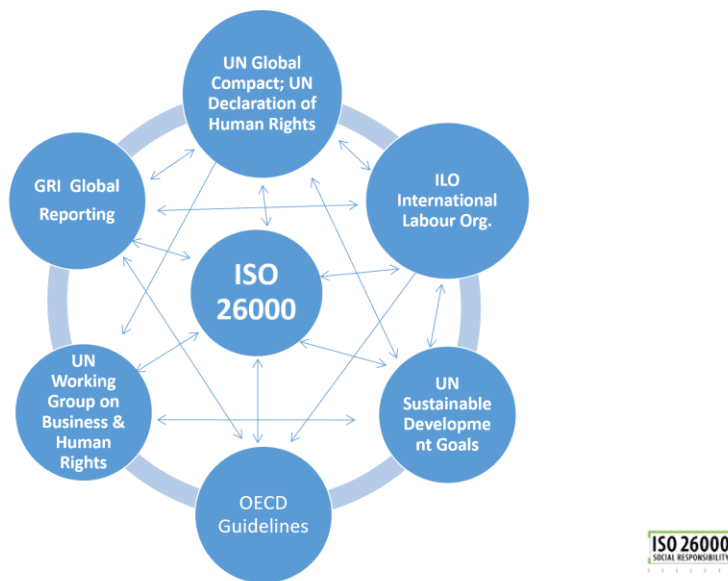 UN Global
Compact; UN
Declaration of
Human Rights
GRI Global
Reporting
ILO
International
Labour Org.
ISO
26000
UN
Working
Group on
Business &
Human
Rights
UN
Sustainable
Developme
nt Goals
OECD
Guidelines
ISO 26000
SOCIAL RESPONSIBILITY